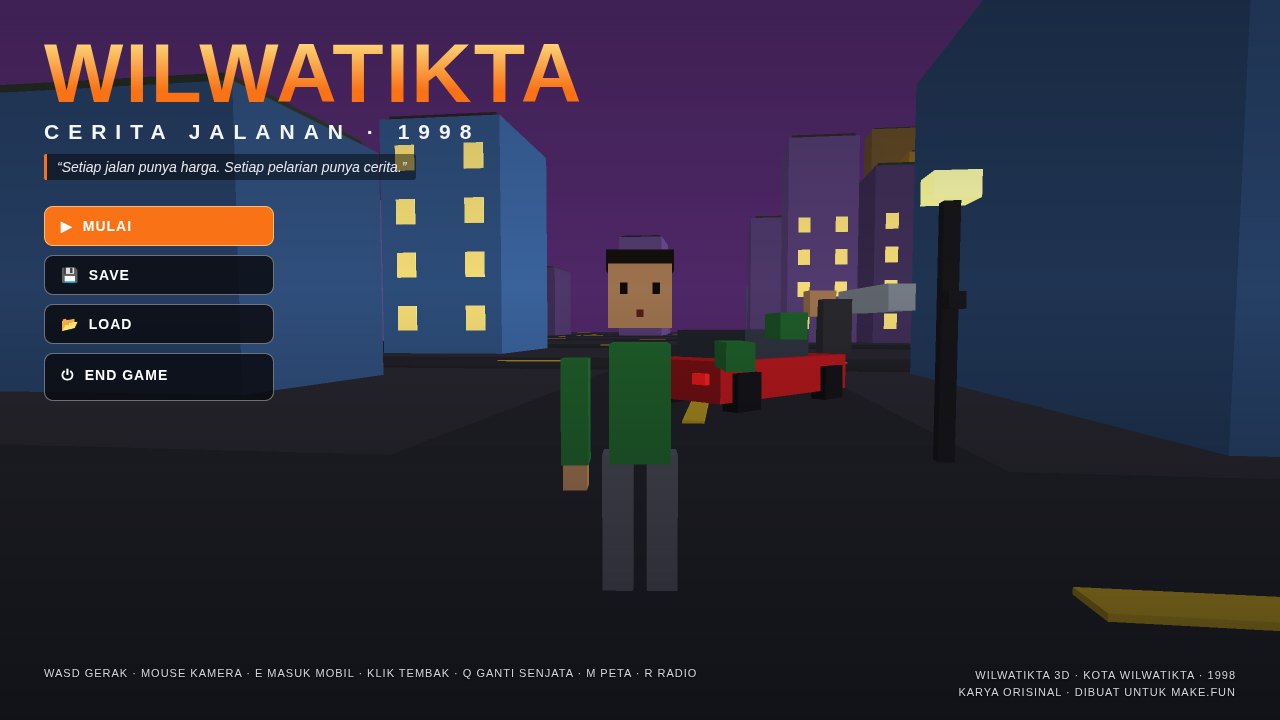 WILWATIKTA
CERITA JALANAN · 1998
“Setiap jalan punya harga. Setiap pelarian punya cerita.”
▶ MULAI
💾 SAVE
📂 LOAD
⏻ END GAME
WASD GERAK · MOUSE KAMERA · E MASUK MOBIL · KLIK TEMBAK · Q GANTI SENJATA · M PETA · R RADIO
WILWATIKTA 3D · KOTA WILWATIKTA · 1998
KARYA ORISINAL · DIBUAT UNTUK MAKE.FUN